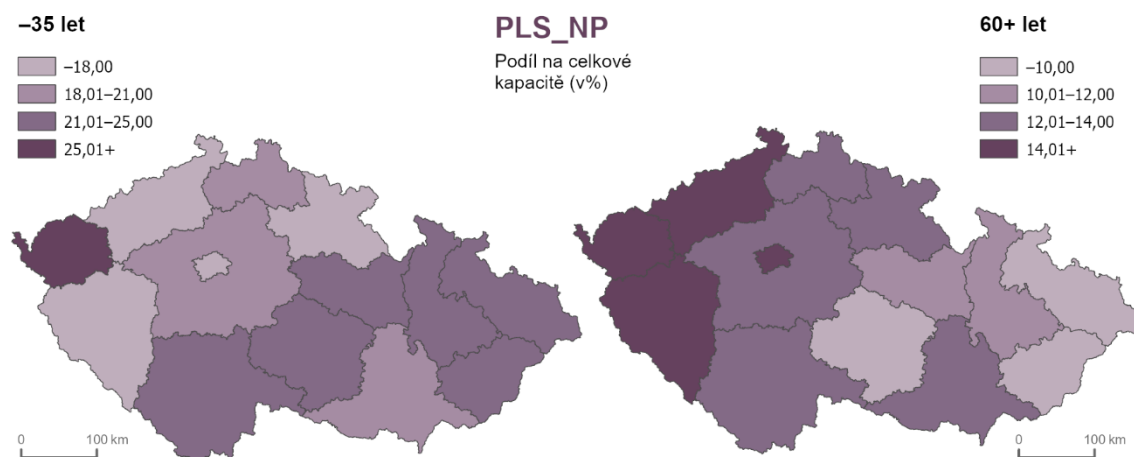 –35 let
–18,00
18,01–21,00
21,01–25,00
25,01+
PLS_NP
Podíl na celkové
kapacitě (v%)
60+ let
–10,00
10,01–12,00
12,01–14,00
14,01+
0 100 km
0 100 km